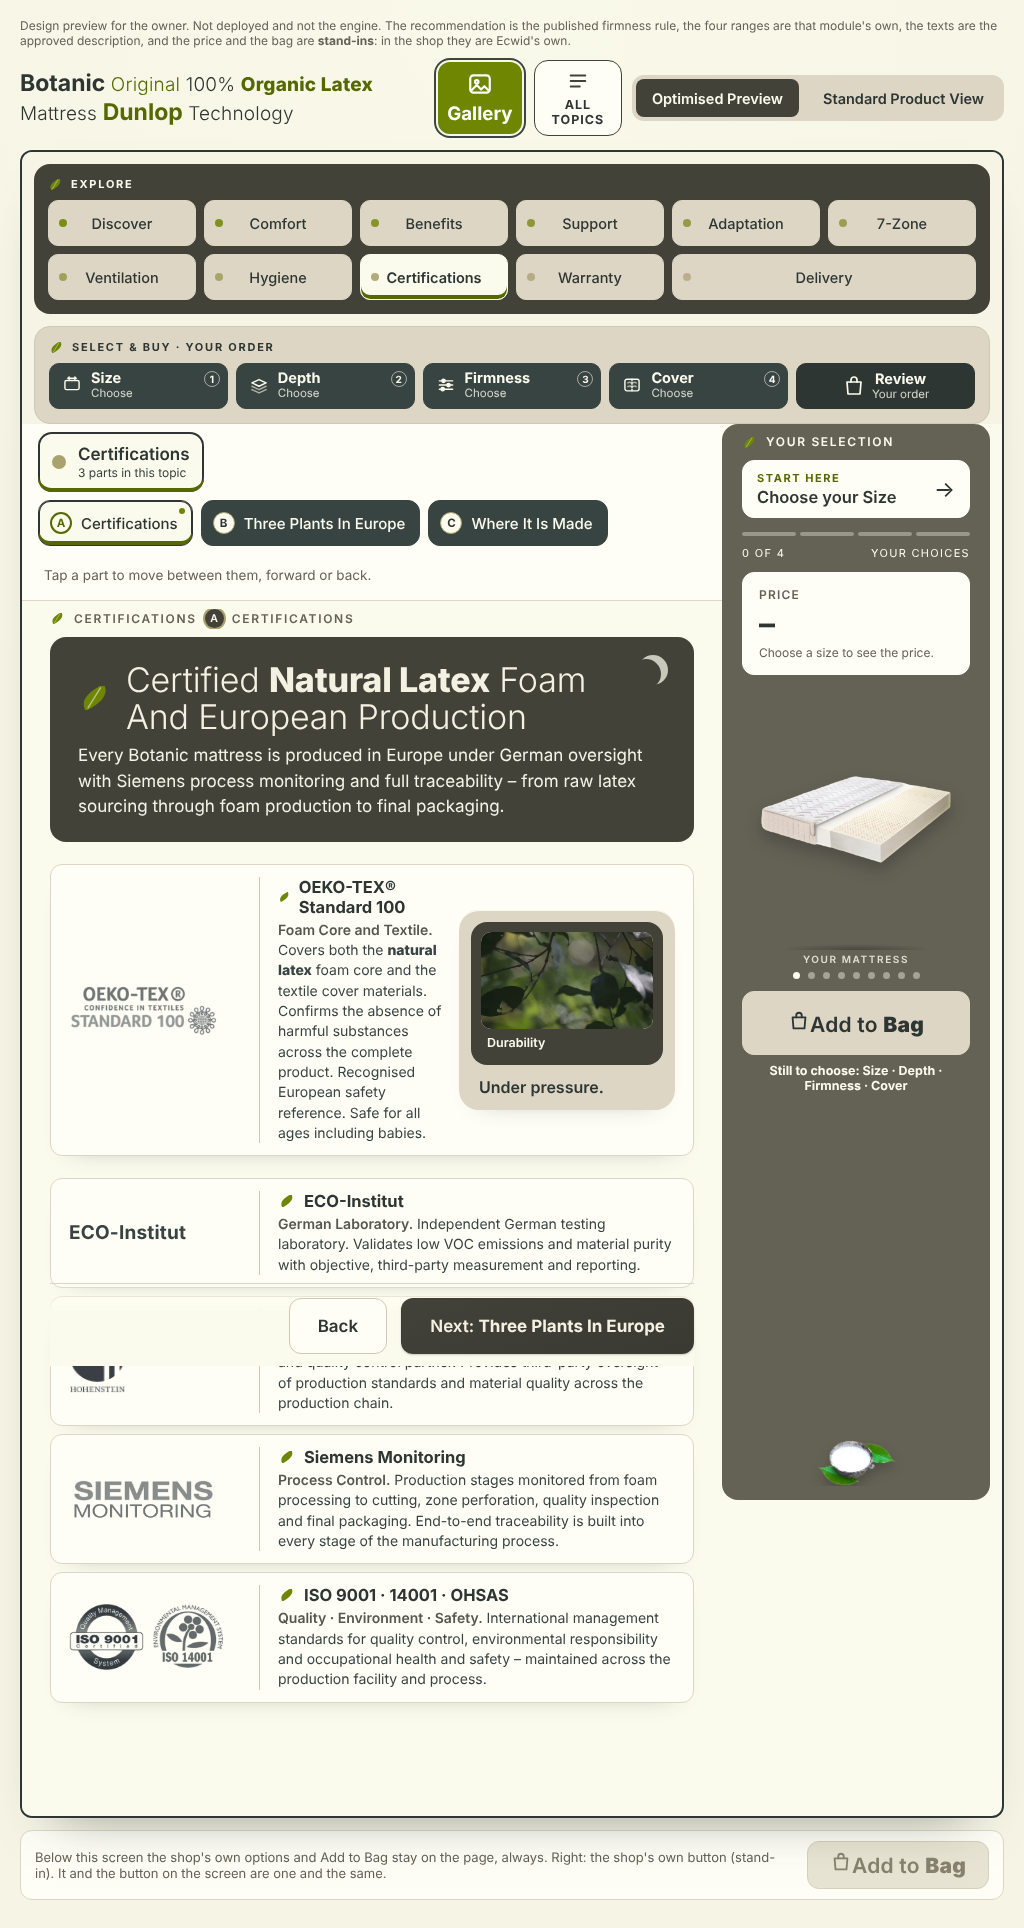 Design preview for the owner. Not deployed and not the engine. The recommendation is the published firmness rule, the four ranges are that module's own, the texts are the
approved description, and the price and the bag are stand-ins: in the shop they are Ecwid's own.
Botanic Original 100% Organic Latex
Mattress Dunlop Technology
Gallery
ALL
TOPICS
Optimised Preview
Standard Product View
EXPLORE
Discover
Comfort
Benefits
Support
Adaptation
7-Zone
Ventilation
Hygiene
Certifications
Warranty
Delivery
SELECT & BUY · YOUR ORDER
Size
Choose
1
Depth
Choose
2
Firmness
Choose
3
Cover
Choose
4
Review
Your order
Certifications
3 parts in this topic
A Certifications
B Three Plants In Europe
C Where It Is Made
Tap a part to move between them, forward or back.
CERTIFICATIONS A CERTIFICATIONS
Certified Natural Latex Foam
And European Production
Every Botanic mattress is produced in Europe under German oversight
with Siemens process monitoring and full traceability – from raw latex
sourcing through foam production to final packaging.
OEKO-TEX®
CONFIDENCE IN TEXTILES
STANDARD 100
OEKO-TEX®
Standard 100
Foam Core and Textile.
Covers both the natural
latex foam core and the
textile cover materials.
Confirms the absence of
harmful substances
across the complete
product. Recognised
European safety
reference. Safe for all
ages including babies.
Durability
Under pressure.
ECO-Institut
ECO-Institut
German Laboratory. Independent German testing
laboratory. Validates low VOC emissions and material purity
with objective, third-party measurement and reporting.
Back
Next: Three Plants In Europe
HOHENSTEIN
and quality control partner. Provides third-party oversight
of production standards and material quality across the
production chain.
SIEMENS
MONITORING
Siemens Monitoring
Process Control. Production stages monitored from foam
processing to cutting, zone perforation, quality inspection
and final packaging. End-to-end traceability is built into
every stage of the manufacturing process.
Quality Management
ISO 9001
Certified
System
ENVIRONMENTAL MANAGEMENT SYSTEM
ISO 14001
ISO 9001 · 14001 · OHSAS
Quality · Environment · Safety. International management
standards for quality control, environmental responsibility
and occupational health and safety – maintained across the
production facility and process.
YOUR SELECTION
START HERE
Choose your Size
0 OF 4
YOUR CHOICES
PRICE
–
Choose a size to see the price.
YOUR MATTRESS
Add to Bag
Still to choose: Size · Depth ·
Firmness · Cover
Below this screen the shop's own options and Add to Bag stay on the page, always. Right: the shop's own button (stand-
in). It and the button on the screen are one and the same.
Add to Bag